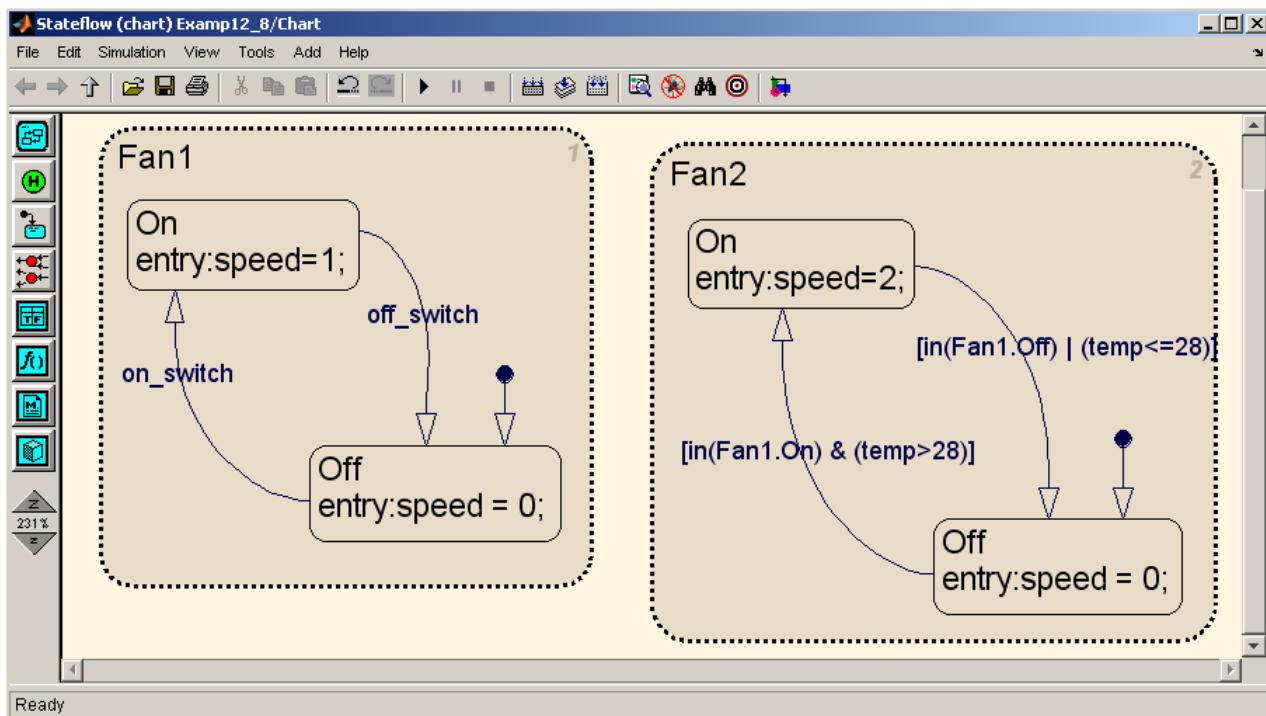 Stateflow (chart) Examp12_8/Chart
File Edit Simulation View Tools Add Help
Fan1
1
On
entry:speed=1;
off_switch
on_switch
Off
entry:speed = 0;
Fan2
2
On
entry:speed=2;
[in(Fan1.Off) | (temp<=28)]
[in(Fan1.On) & (temp>28)]
Off
entry:speed = 0;
H
TF
f()
M
Z
231%
z
Ready